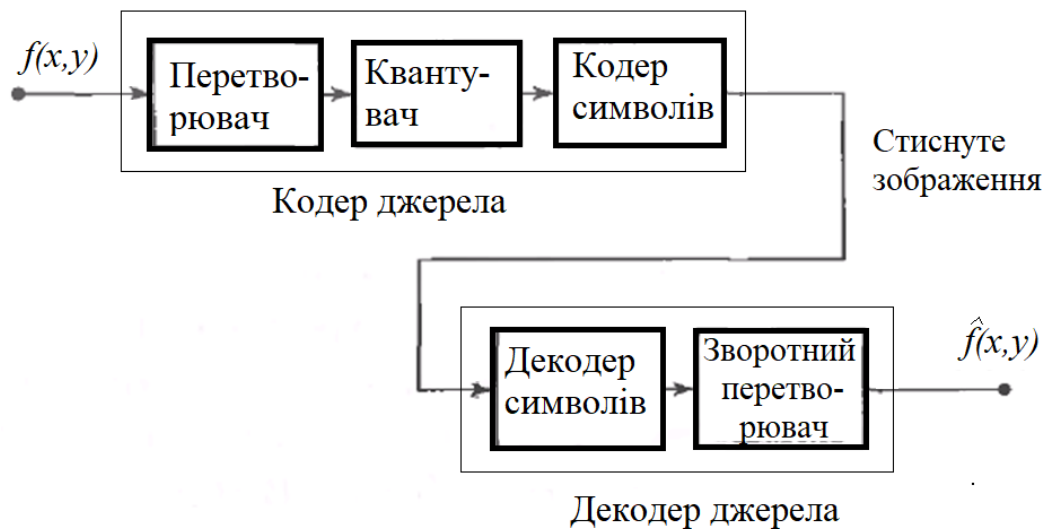 f(x,y)
Перетво-
рювач
Кванту-
вач
Кодер
символів
Кодер джерела
Стиснуте
зображення
Декодер
символів
Зворотний
перетво-
рювач
f̂(x,y)
Декодер джерела